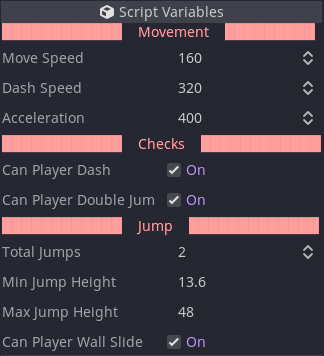 Script Variables
Movement
Move Speed 160
Dash Speed 320
Acceleration 400
Checks
Can Player Dash On
Can Player Double Jum On
Jump
Total Jumps 2
Min Jump Height 13.6
Max Jump Height 48
Can Player Wall Slide On